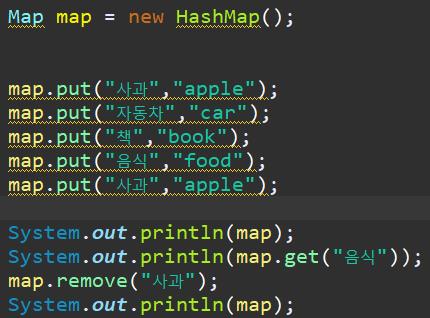 Map map = new HashMap();
map.put("사과","apple");
map.put("자동차","car");
map.put("책","book");
map.put("음식","food");
map.put("사과","apple");
System.out.println(map);
System.out.println(map.get("음식"));
map.remove("사과");
System.out.println(map);